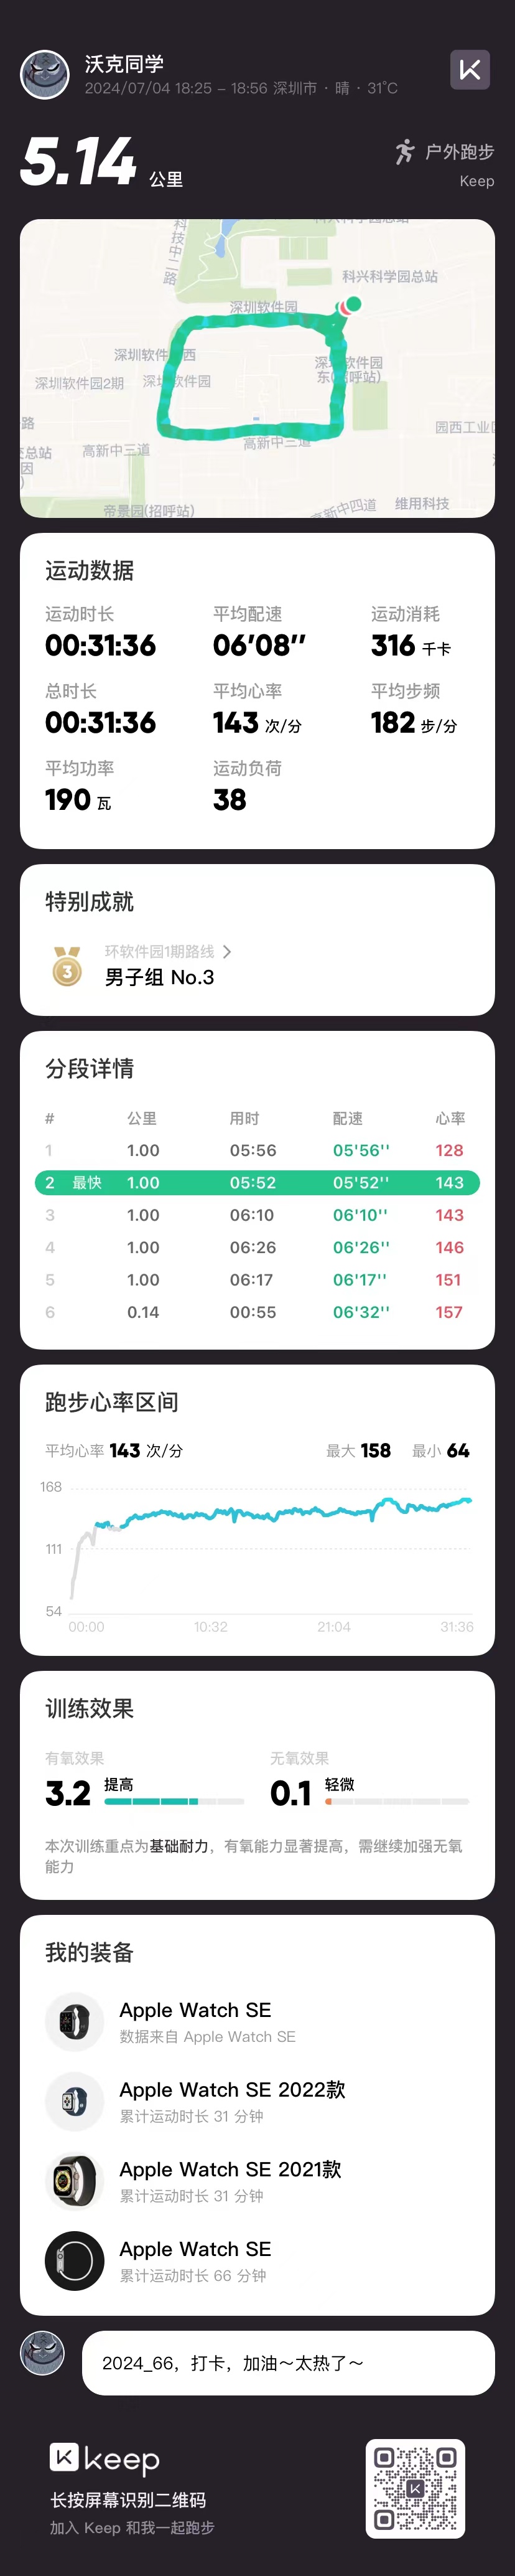 沃克同学
2024/07/04 18:25 – 18:56 深圳市 · 晴 · 31°C
5.14 公里
户外跑步
Keep
科技中二路
科兴科学园总站
深圳软件园
深圳软件园西
深圳软件园
东(招呼站)
深圳软件园2期
深圳软件园
路
园西工业区
高新中三道
高新中三道
帝景园(招呼站)
高新中四道
维用科技
运动数据
运动时长 平均配速 运动消耗
00:31:36 06'08'' 316 千卡
总时长 平均心率 平均步频
00:31:36 143 次/分 182 步/分
平均功率 运动负荷
190 瓦 38
特别成就
3
环软件园1期路线
男子组 No.3
分段详情
# 公里 用时 配速 心率
1 1.00 05:56 05'56'' 128
2 最快 1.00 05:52 05'52'' 143
3 1.00 06:10 06'10'' 143
4 1.00 06:26 06'26'' 146
5 1.00 06:17 06'17'' 151
6 0.14 00:55 06'32'' 157
跑步心率区间
平均心率 143 次/分 最大 158 最小 64
168
111
54
00:00 10:32 21:04 31:36
训练效果
有氧效果 无氧效果
3.2 提高 0.1 轻微
本次训练重点为基础耐力，有氧能力显著提高，需继续加强无氧
能力
我的装备
Apple Watch SE
数据来自 Apple Watch SE
Apple Watch SE 2022款
累计运动时长 31 分钟
Apple Watch SE 2021款
累计运动时长 31 分钟
Apple Watch SE
累计运动时长 66 分钟
2024_66，打卡，加油～太热了～
keep
长按屏幕识别二维码
加入 Keep 和我一起跑步